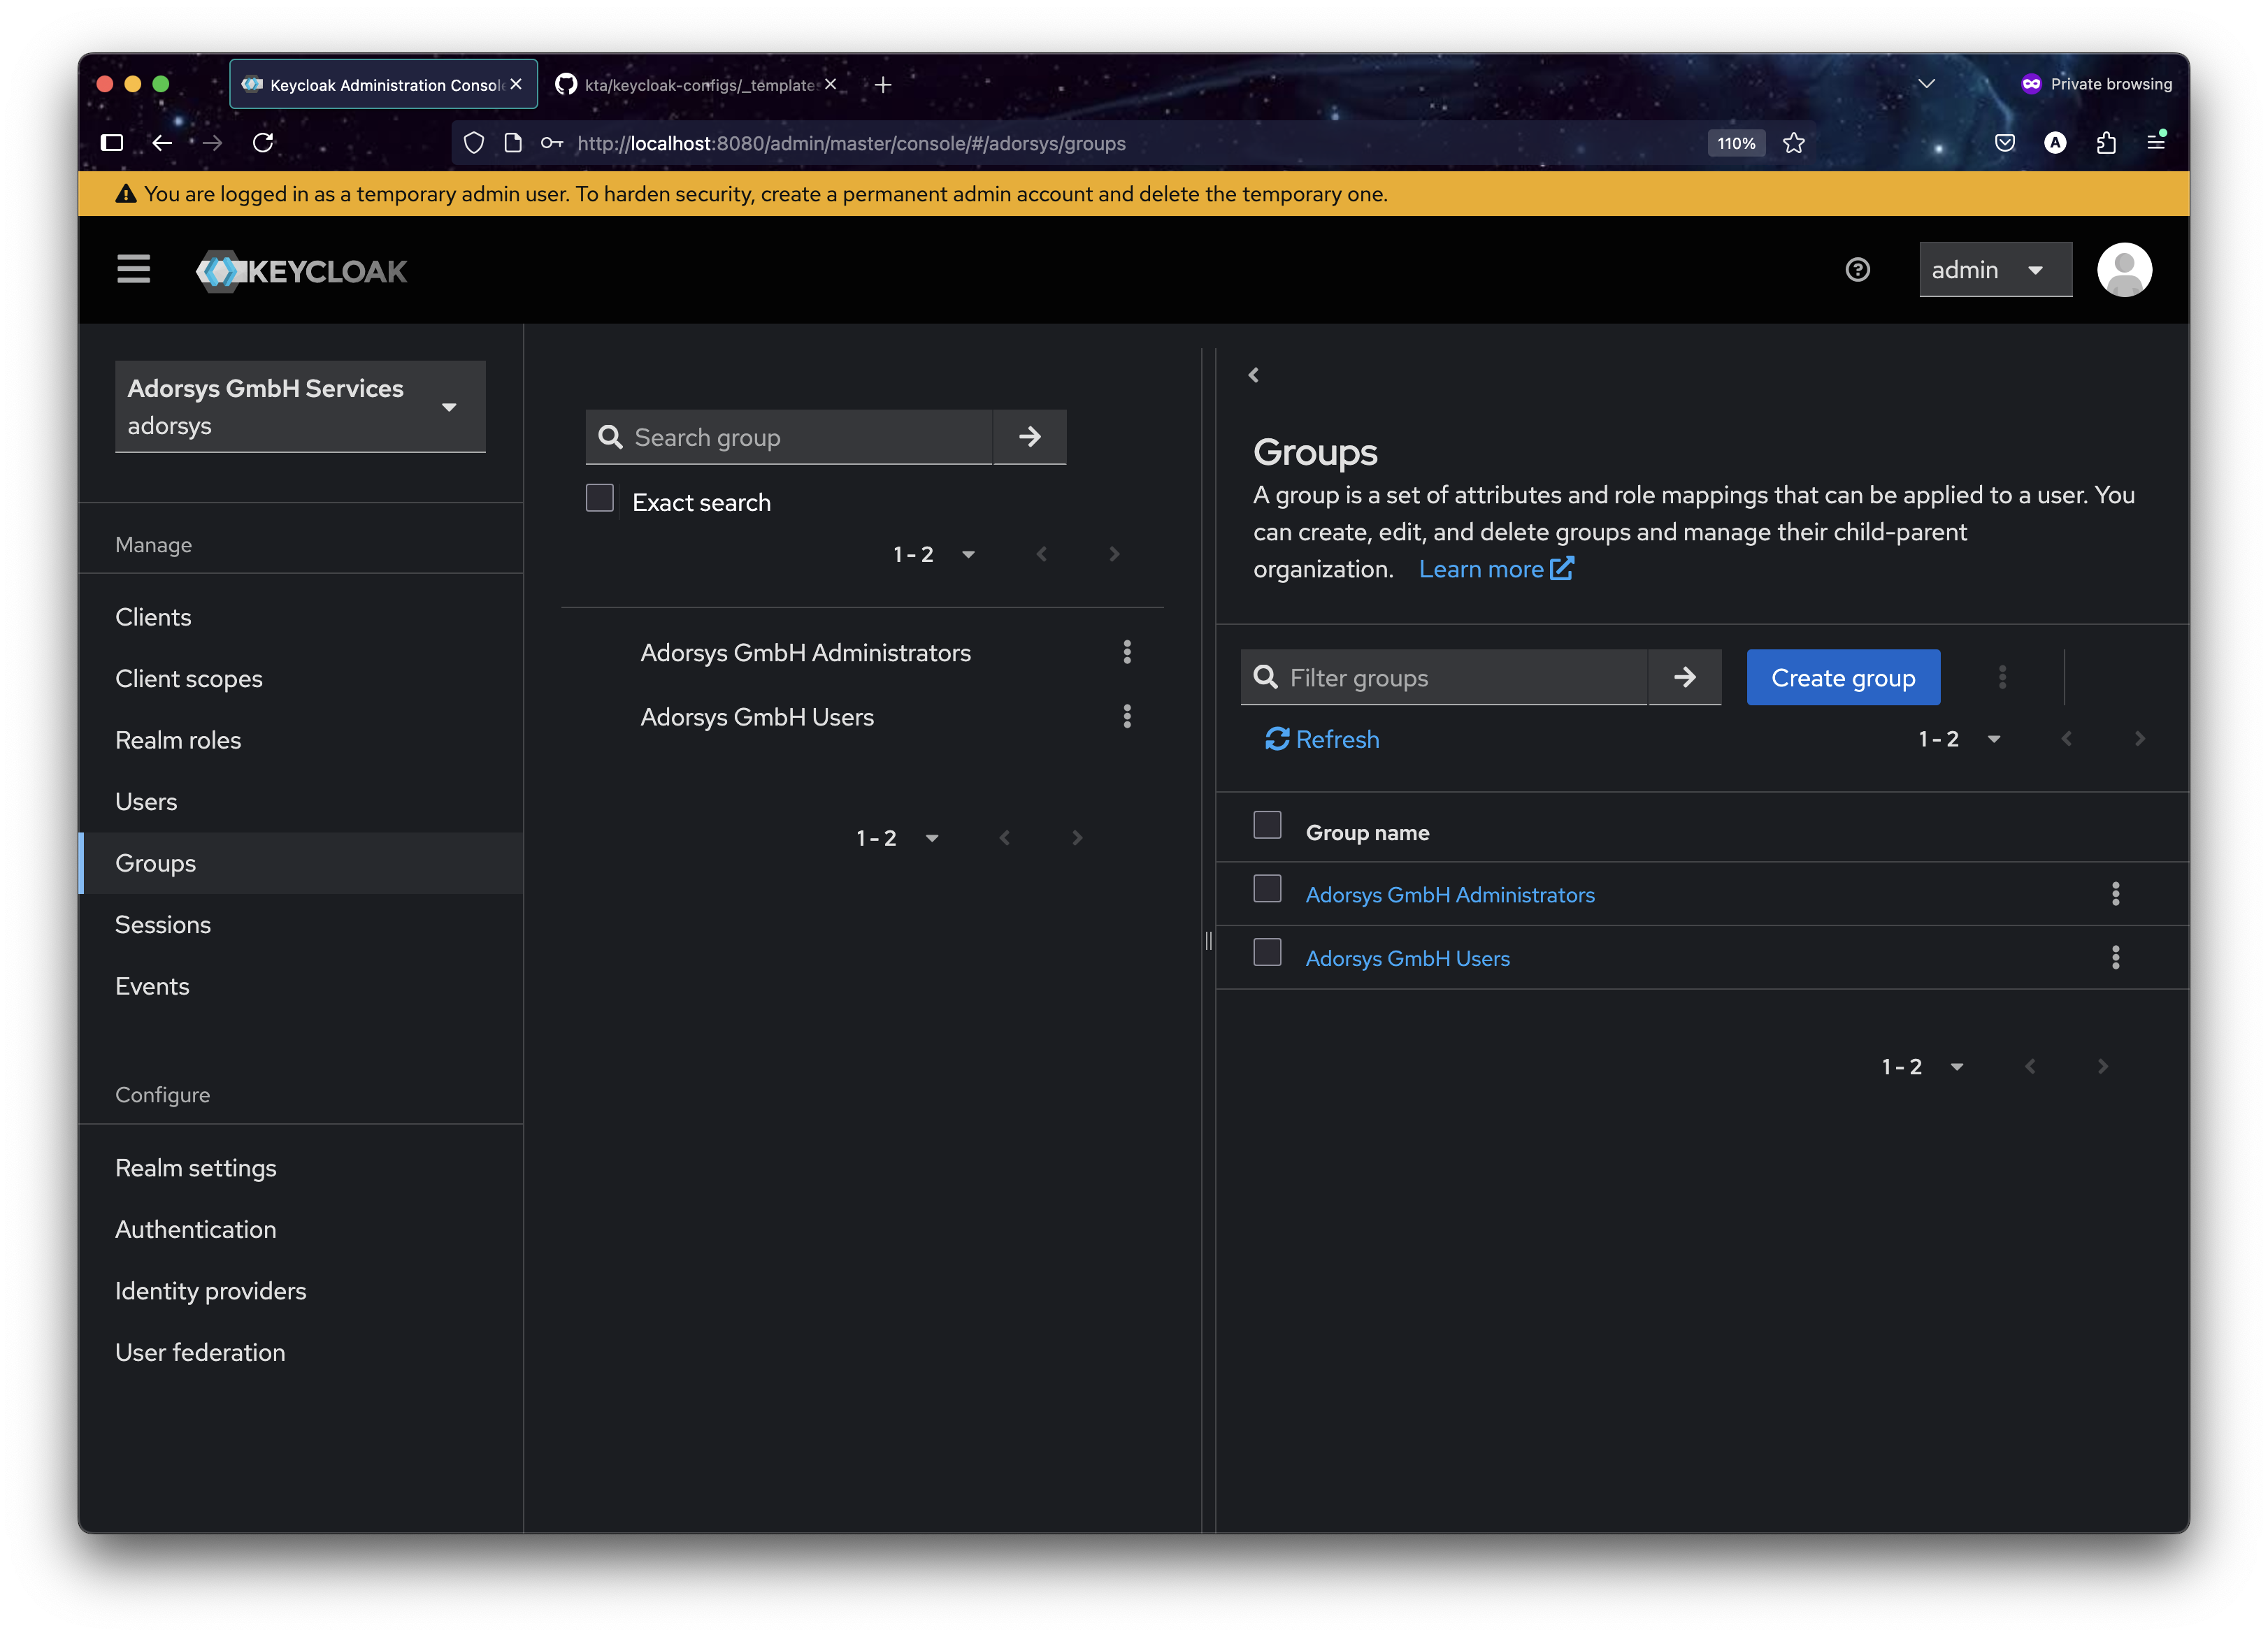 Keycloak Administration Consol
kta/keycloak-configs/_template
Private browsing
http://localhost:8080/admin/master/console/#/adorsys/groups
110%
A
You are logged in as a temporary admin user. To harden security, create a permanent admin account and delete the temporary one.
KEYCLOAK
admin
Adorsys GmbH Services
adorsys
Manage
Clients
Client scopes
Realm roles
Users
Groups
Sessions
Events
Configure
Realm settings
Authentication
Identity providers
User federation
Search group
Exact search
1 - 2
Adorsys GmbH Administrators
Adorsys GmbH Users
1 - 2
Groups
A group is a set of attributes and role mappings that can be applied to a user. You
can create, edit, and delete groups and manage their child-parent
organization. Learn more
Filter groups
Create group
Refresh
1 - 2
Group name
Adorsys GmbH Administrators
Adorsys GmbH Users
1 - 2